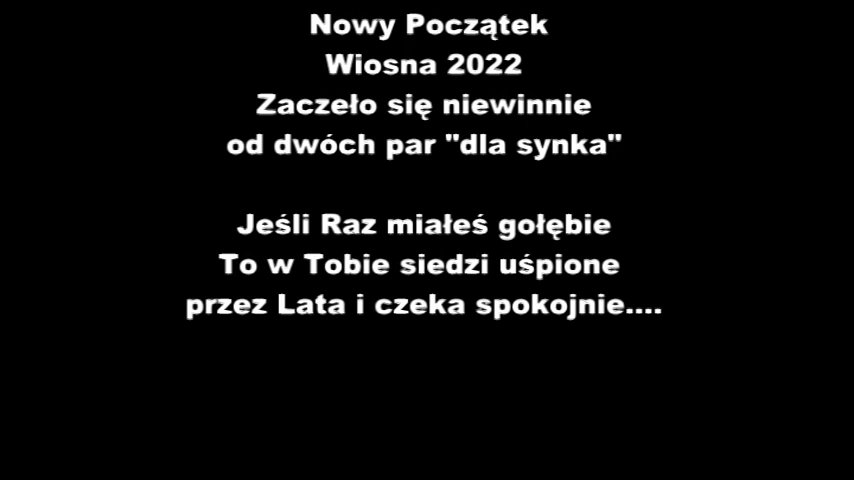 Nowy Początek
Wiosna 2022
Zaczeło się niewinnie
od dwóch par "dla synka"
Jeśli Raz miałeś gołębie
To w Tobie siedzi uśpione
przez Lata i czeka spokojnie....